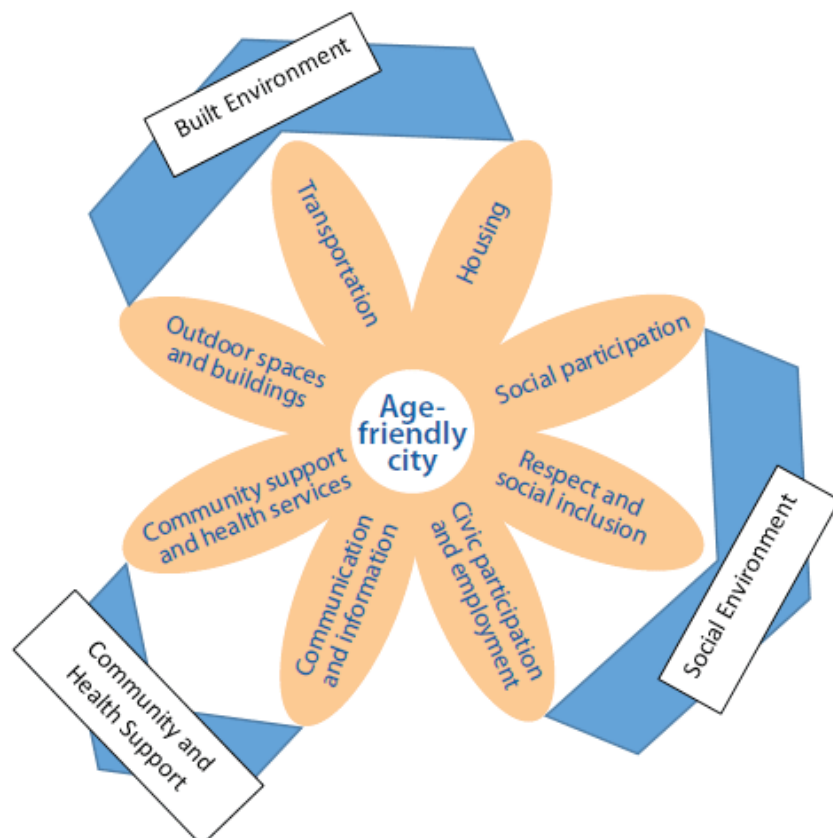 Built Environment
Transportation
Housing
Outdoor spaces
and buildings
Social participation
Age-
friendly
city
Community support
and health services
Respect and
social inclusion
Communication
and information
Civic participation
and employment
Social Environment
Community and
Health Support